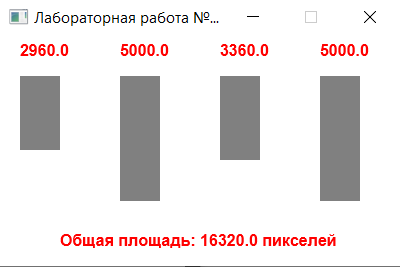 Лабораторная работа №...
2960.0 5000.0 3360.0 5000.0
Общая площадь: 16320.0 пикселей